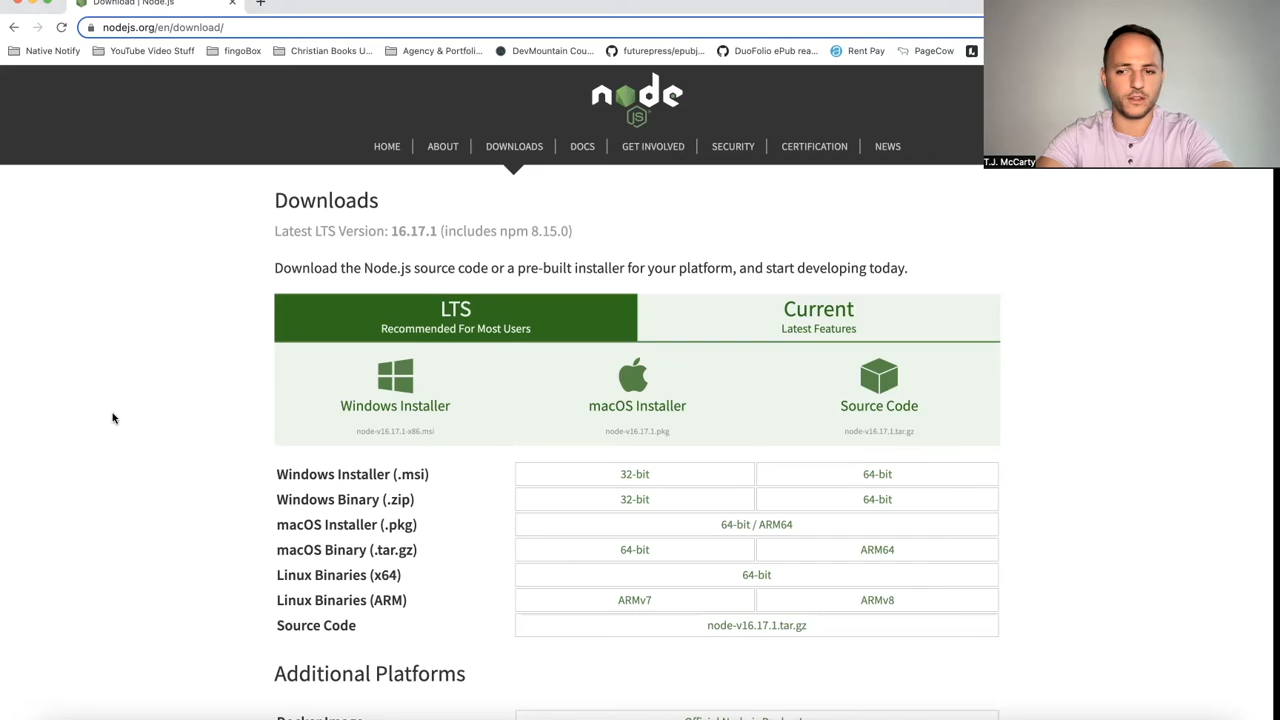 Download | Node.js
nodejs.org/en/download/
Native Notify YouTube Video Stuff fingoBox Christian Books U... Agency & Portfoli... DevMountain Cou... futurepress/epubj... DuoFolio ePub rea... Rent Pay PageCow
node
JS
HOME ABOUT DOWNLOADS DOCS GET INVOLVED SECURITY CERTIFICATION NEWS
T.J. McCarty
Downloads
Latest LTS Version: 16.17.1 (includes npm 8.15.0)
Download the Node.js source code or a pre-built installer for your platform, and start developing today.
LTS Current
Recommended For Most Users Latest Features
Windows Installer macOS Installer Source Code
node-v16.17.1-x86.msi node-v16.17.1.pkg node-v16.17.1.tar.gz
Windows Installer (.msi) 32-bit 64-bit
Windows Binary (.zip) 32-bit 64-bit
macOS Installer (.pkg) 64-bit / ARM64
macOS Binary (.tar.gz) 64-bit ARM64
Linux Binaries (x64) 64-bit
Linux Binaries (ARM) ARMv7 ARMv8
Source Code node-v16.17.1.tar.gz
Additional Platforms